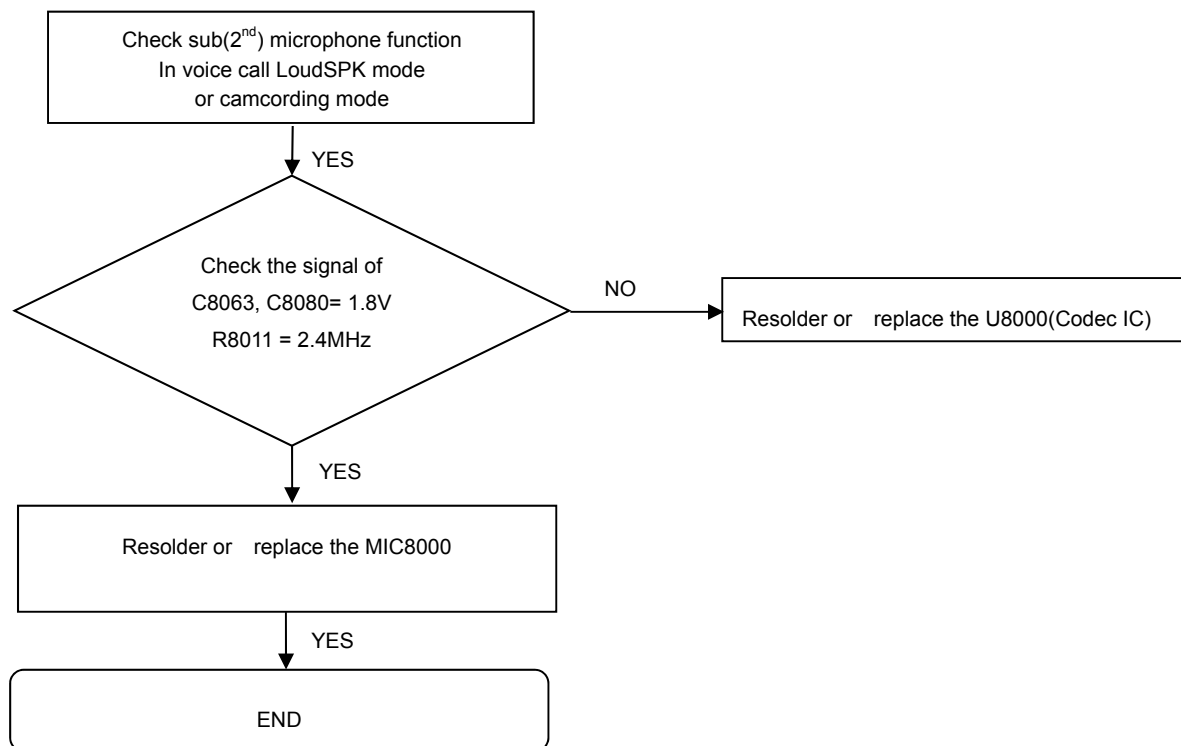 Check sub(2nd) microphone function
In voice call LoudSPK mode
or camcording mode
YES
Check the signal of
C8063, C8080= 1.8V
R8011 = 2.4MHz
NO
Resolder or replace the U8000(Codec IC)
YES
Resolder or replace the MIC8000
YES
END